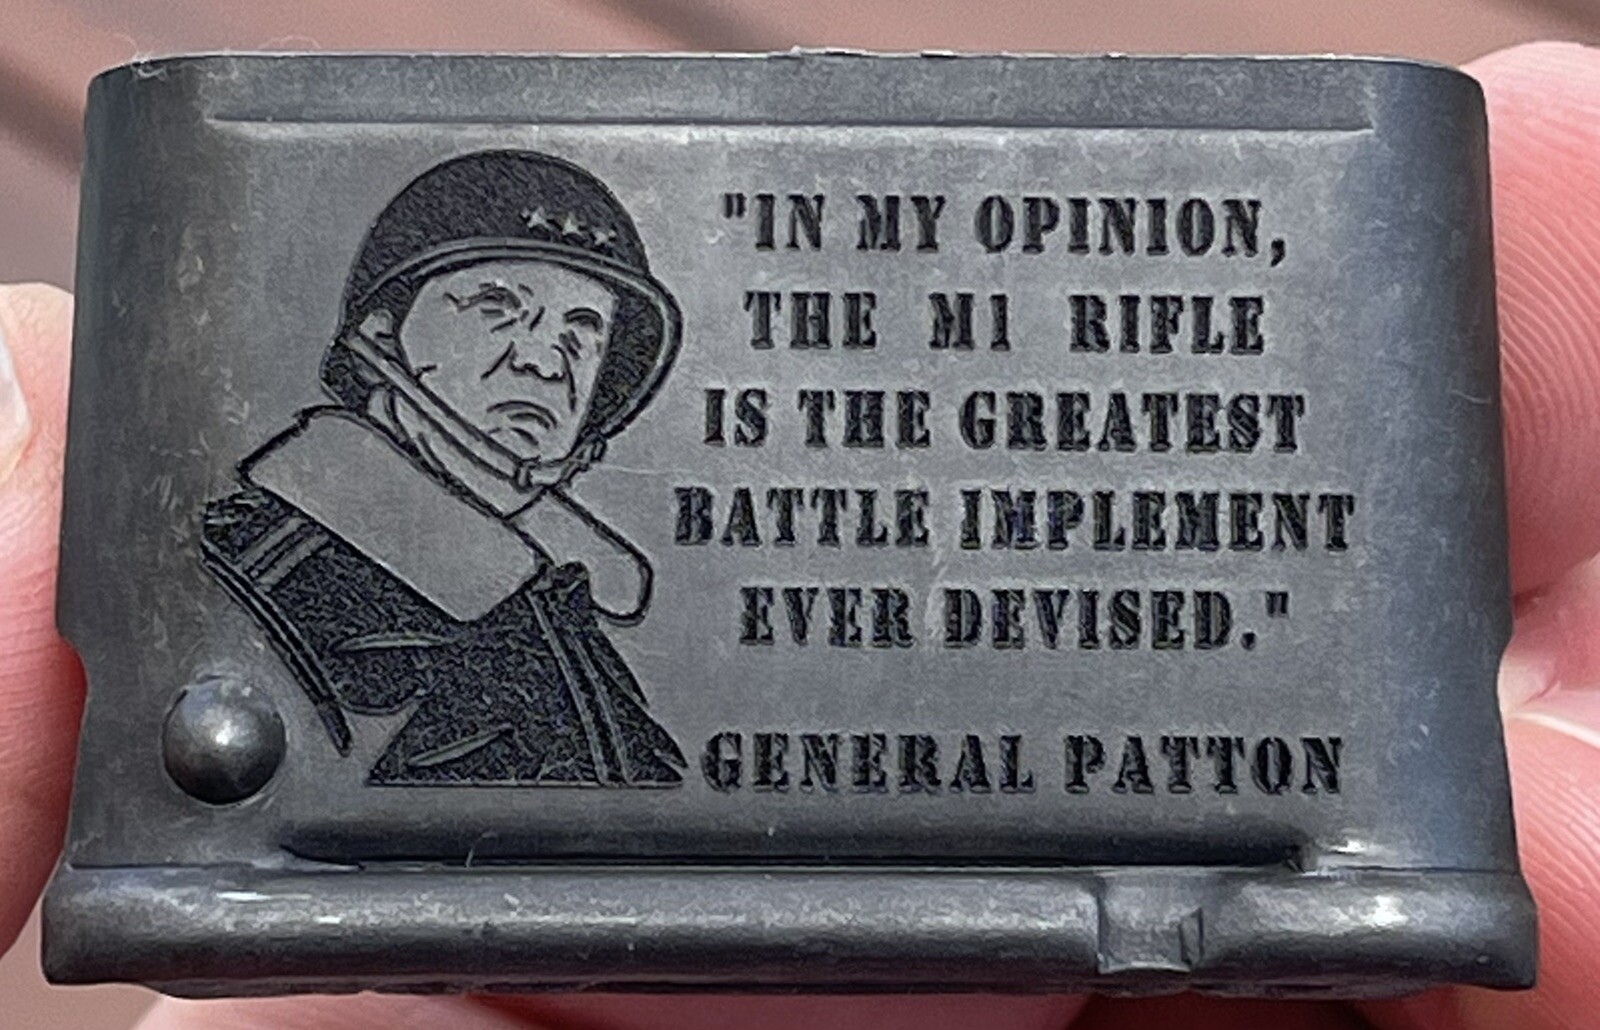 "IN MY OPINION,
THE M1 RIFLE
IS THE GREATEST
BATTLE IMPLEMENT
EVER DEVISED."
GENERAL PATTON